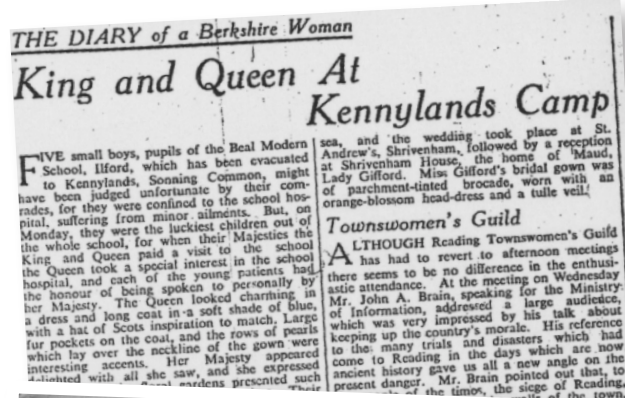 THE DIARY of a Berkshire Woman
King and Queen At
Kennylands Camp
FIVE small boys, pupils of the Beal Modern
School, Ilford, which has been evacuated
to Kennylands, Sonning Common, might
have been judged unfortunate by their com-
rades, for they were confined to the school hos-
pital, suffering from minor ailments. But, on
Monday, they were the luckiest children out of
the whole school, for when their Majesties the
King and Queen paid a visit to the school
the Queen took a special interest in the school
hospital, and each of the young patients had
the honour of being spoken to personally by
her Majesty. The Queen looked charming in
a dress and long coat in a soft shade of blue,
with a hat of Scots inspiration to match. Large
fur pockets on the coat, and the rows of pearls
which lay over the neckline of the gown were
interesting accents. Her Majesty appeared
delighted with all she saw, and she expressed
floral gardens presented such
Their
sea, and the wedding took place at St.
Andrew's, Shrivenham, followed by a reception
at Shrivenham House, the home of Maud,
Lady Gifford. Miss Gifford's bridal gown was
of parchment-tinted brocade, worn with an
orange-blossom head-dress and a tulle veil.
Townswomen's Guild
ALTHOUGH Reading Townswomen's Guild
has had to revert to afternoon meetings
there seems to be no difference in the enthusi-
astic attendance. At the meeting on Wednesday
Mr. John A. Brain, speaking for the Ministry
of Information, addressed a large audience,
which was very impressed by his talk about
keeping up the country's morale. His reference
to the many trials and disasters which had
come to Reading in the days which are now
ancient history gave us all a new angle on the
present danger. Mr. Brain pointed out that, to
of the times, the siege of Reading,
of the town